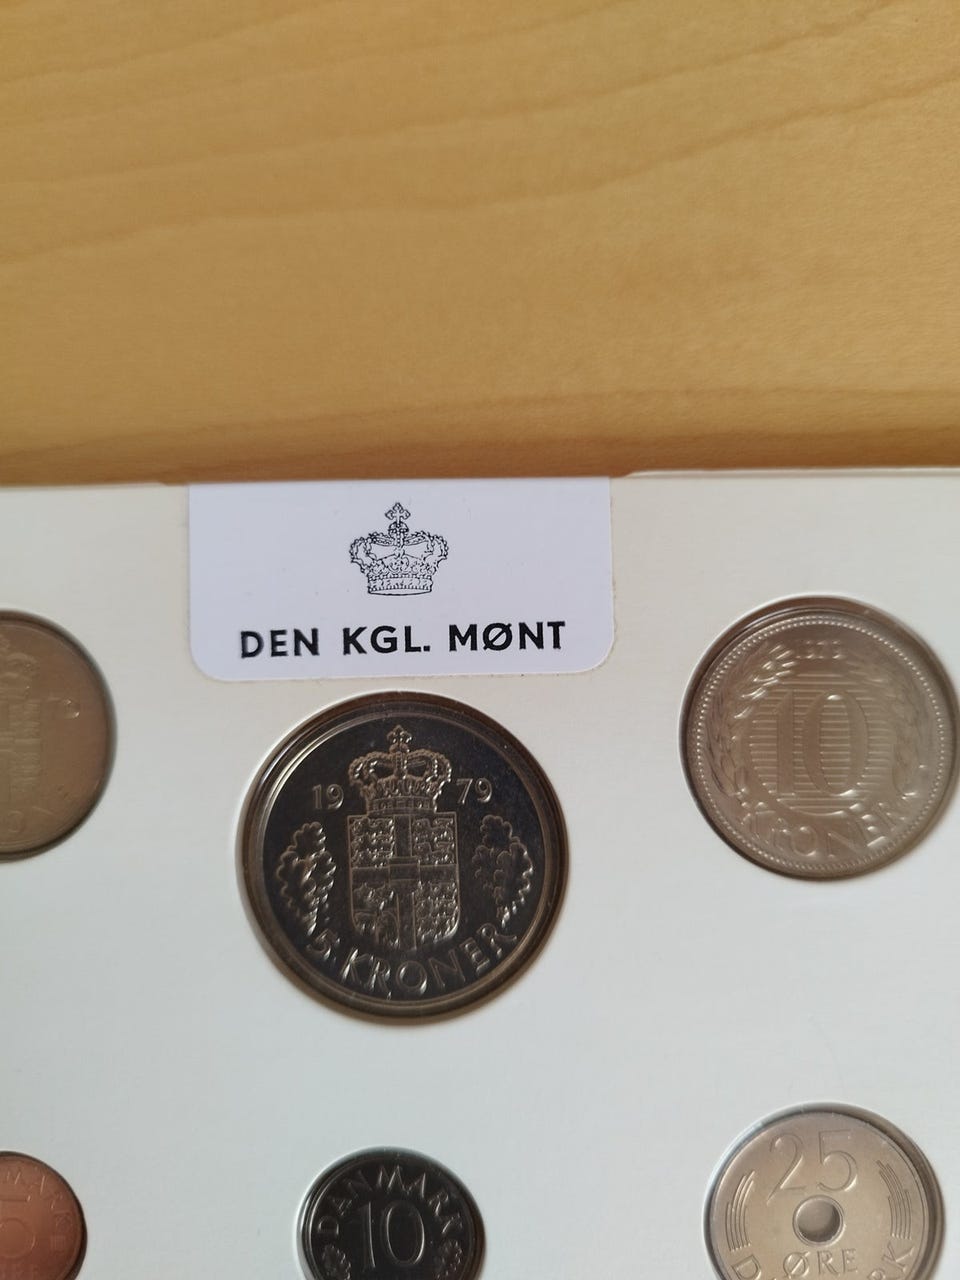 DEN KGL. MØNT
19 79
5 KRONER
10
KRONER
DANMARK
10
25
ØRE